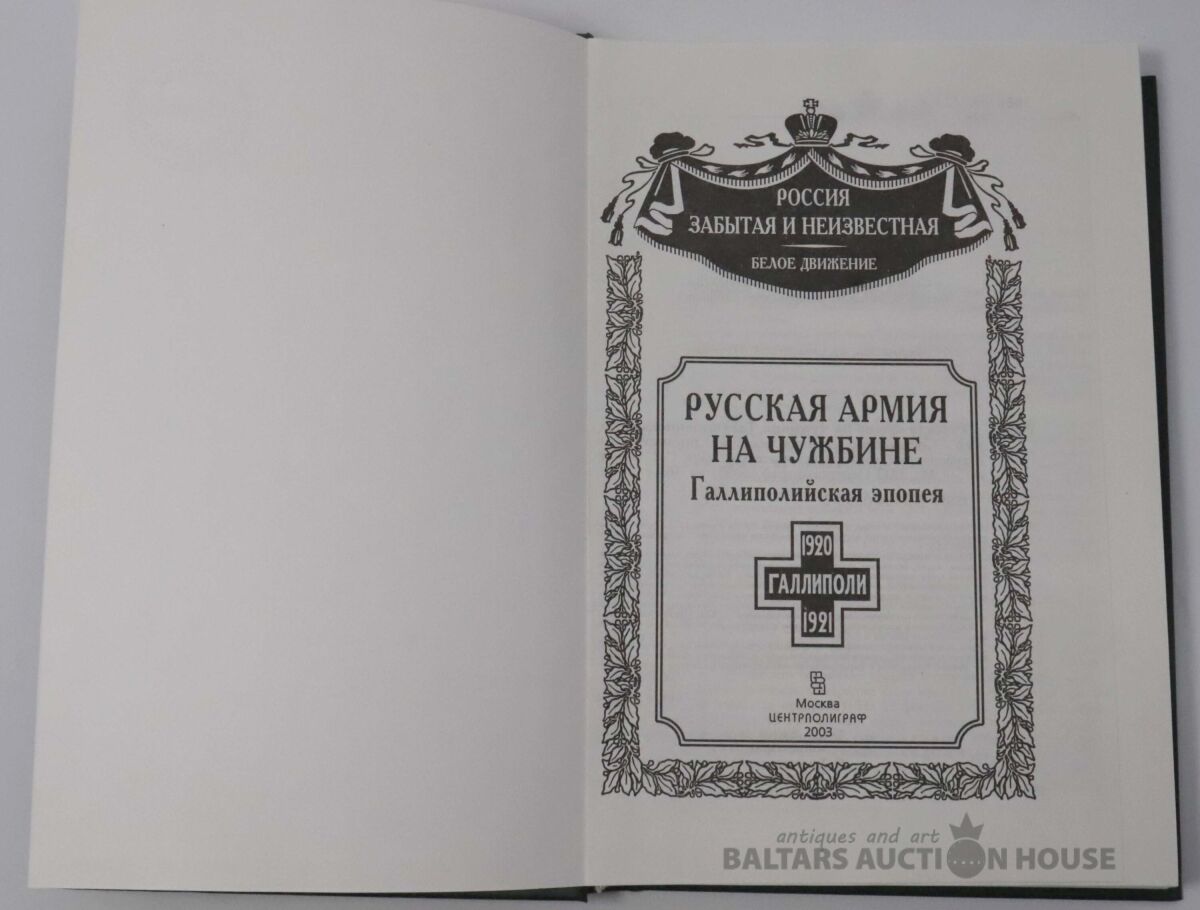 РОССИЯ
ЗАБЫТАЯ И НЕИЗВЕСТНАЯ
БЕЛОЕ ДВИЖЕНИЕ
РУССКАЯ АРМИЯ
НА ЧУЖБИНЕ
Галлиполийская эпопея
1920
ГАЛЛИПОЛИ
1921
Москва
ЦЕНТРПОЛИГРАФ
2003
antiques and art
BALTARS AUCTION HOUSE